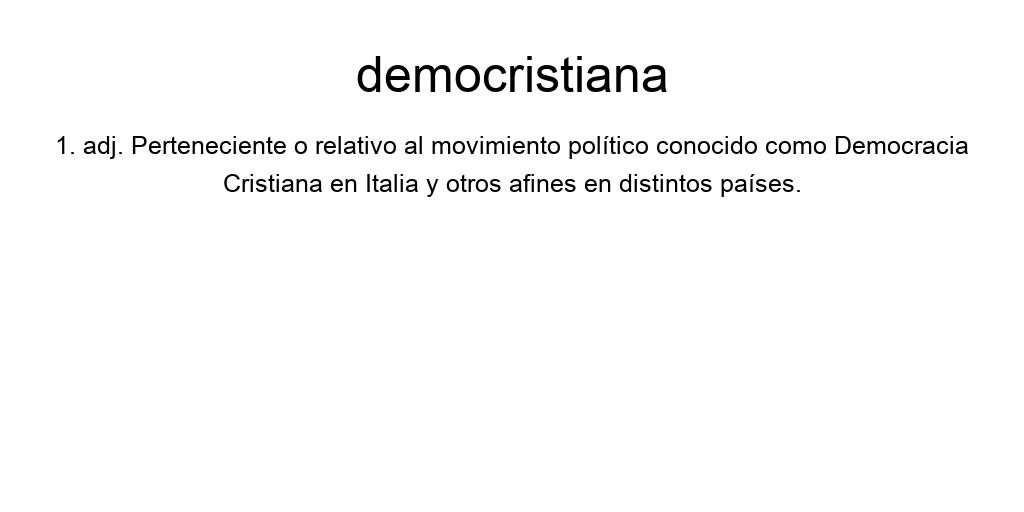 democristiana
1. adj. Perteneciente o relativo al movimiento político conocido como Democracia
Cristiana en Italia y otros afines en distintos países.